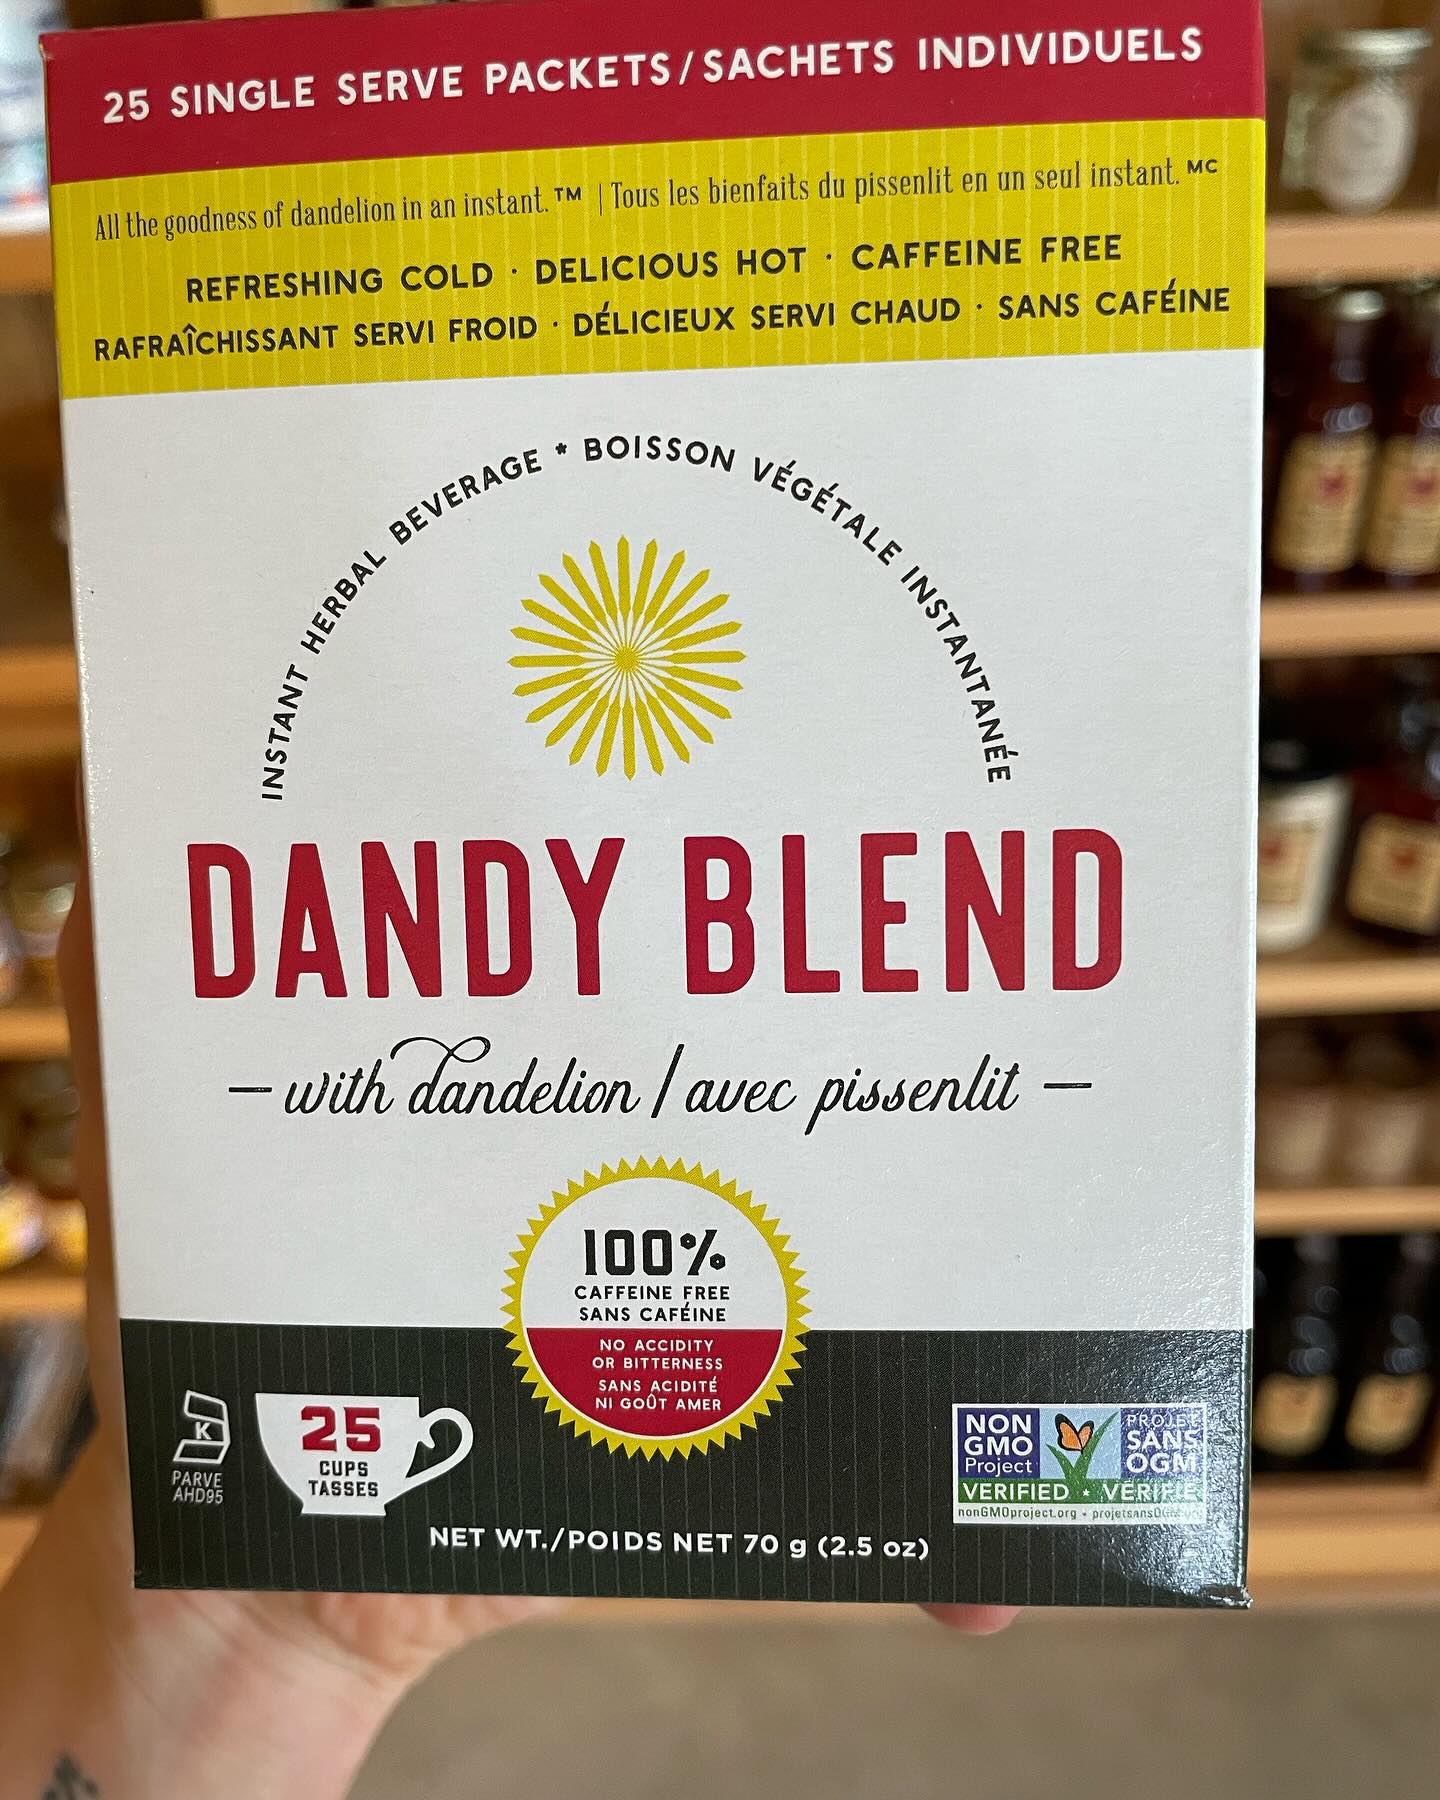 25 SINGLE SERVE PACKETS/SACHETS INDIVIDUELS
All the goodness of dandelion in an instant.™ | Tous les bienfaits du pissenlit en un seul instant.ᴹᶜ
REFRESHING COLD · DELICIOUS HOT · CAFFEINE FREE
RAFRAÎCHISSANT SERVI FROID · DÉLICIEUX SERVI CHAUD · SANS CAFÉINE
INSTANT HERBAL BEVERAGE * BOISSON VÉGÉTALE INSTANTANÉE
DANDY BLEND
— with dandelion / avec pissenlit —
100%
CAFFEINE FREE
SANS CAFÉINE
NO ACCIDITY
OR BITTERNESS
SANS ACIDITÉ
NI GOÛT AMER
K
PARVE
AHD95
25
CUPS
TASSES
NON
GMO
Project
PROJET
SANS
OGM
VERIFIED • VÉRIFIÉ
nonGMOproject.org •
NET WT./POIDS NET 70 g (2.5 oz)